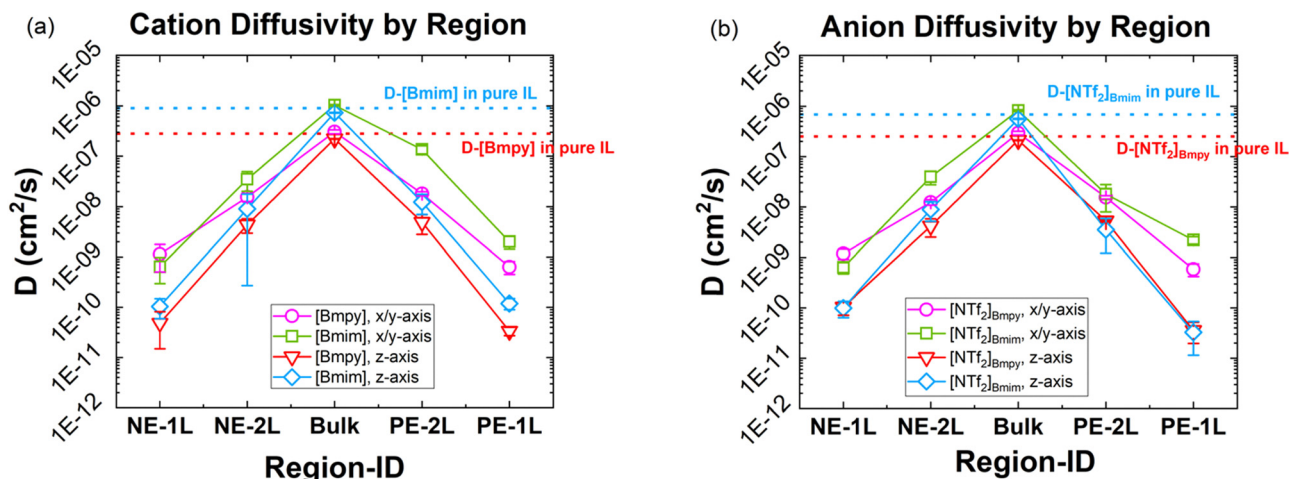 (a) Cation Diffusivity by Region
D (cm²/s)
1E-05
1E-06
1E-07
1E-08
1E-09
1E-10
1E-11
1E-12
D-[Bmim] in pure IL
D-[Bmpy] in pure IL
[Bmpy], x/y-axis
[Bmim], x/y-axis
[Bmpy], z-axis
[Bmim], z-axis
NE-1L NE-2L Bulk PE-2L PE-1L
Region-ID
(b) Anion Diffusivity by Region
D (cm²/s)
1E-05
1E-06
1E-07
1E-08
1E-09
1E-10
1E-11
1E-12
D-[NTf₂]Bmim in pure IL
D-[NTf₂]Bmpy in pure IL
[NTf₂]Bmpy, x/y-axis
[NTf₂]Bmim, x/y-axis
[NTf₂]Bmpy, z-axis
[NTf₂]Bmim, z-axis
NE-1L NE-2L Bulk PE-2L PE-1L
Region-ID